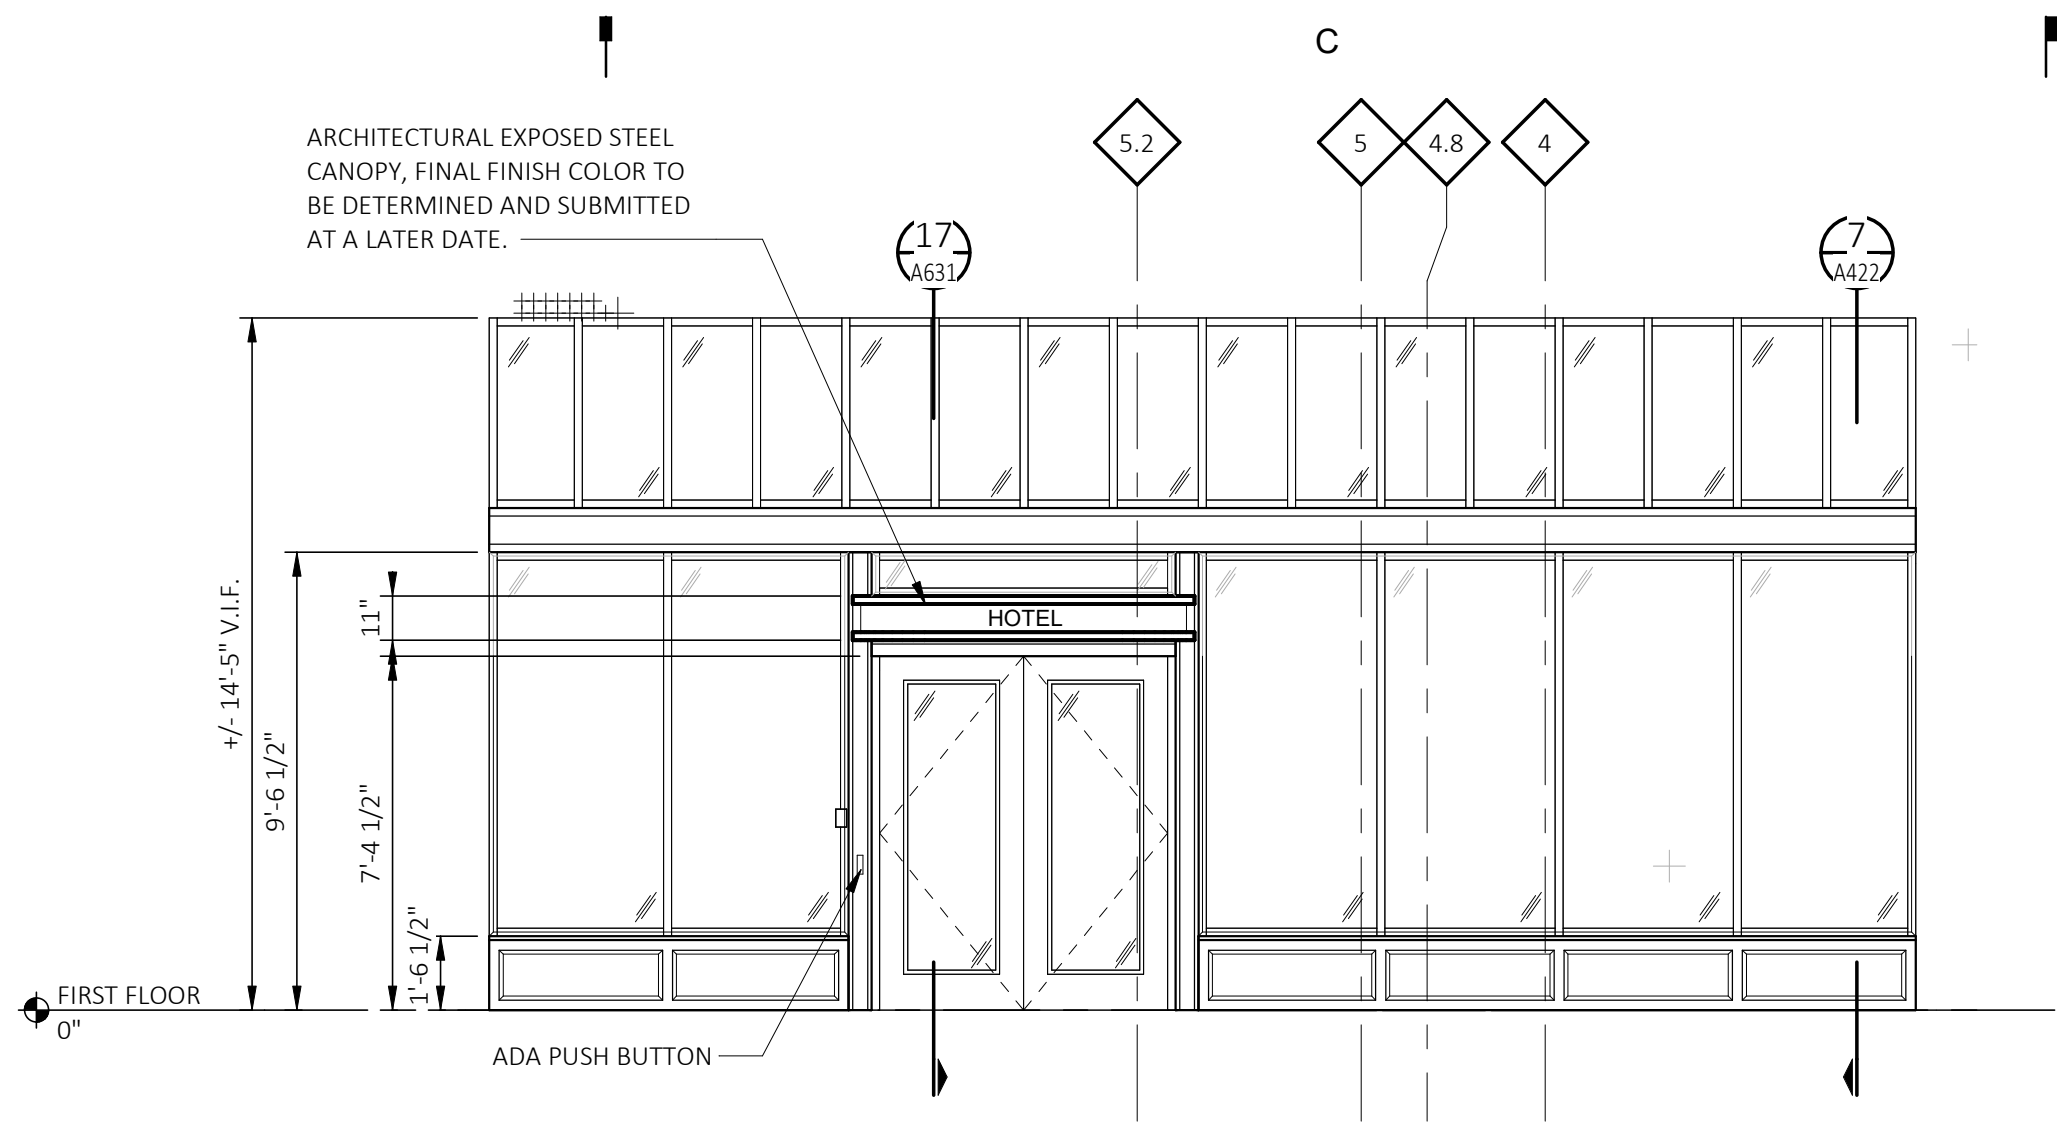 C
ARCHITECTURAL EXPOSED STEEL
CANOPY, FINAL FINISH COLOR TO
BE DETERMINED AND SUBMITTED
AT A LATER DATE.
5.2
5
4.8
4
17
A631
7
A422
+/- 14'-5" V.I.F.
9'-6 1/2"
11"
7'-4 1/2"
1'-6 1/2"
HOTEL
FIRST FLOOR
0"
ADA PUSH BUTTON